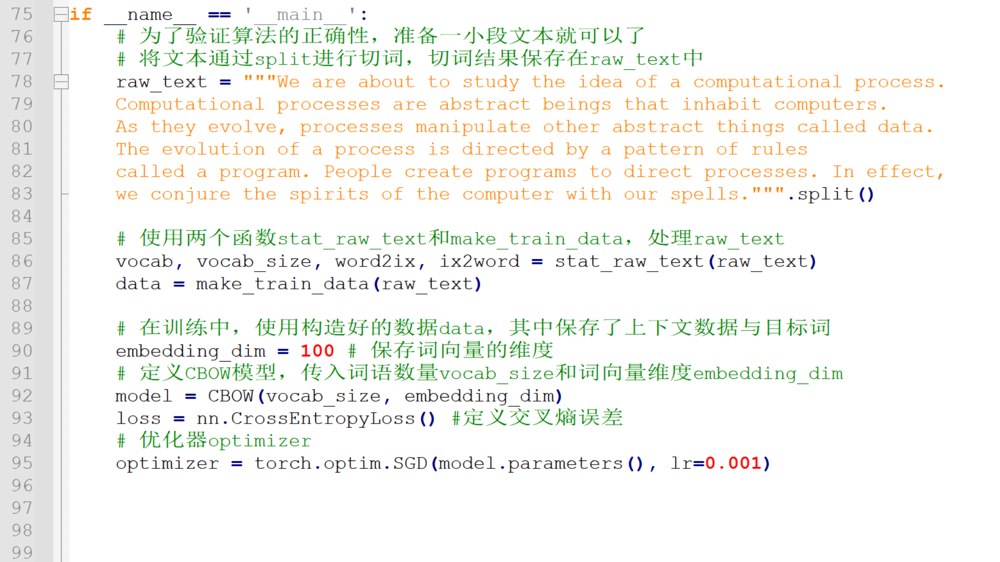 75 if __name__ == '__main__':
76 # 为了验证算法的正确性，准备一小段文本就可以了
77 # 将文本通过split进行切词，切词结果保存在raw_text中
78 raw_text = """We are about to study the idea of a computational process.
79 Computational processes are abstract beings that inhabit computers.
80 As they evolve, processes manipulate other abstract things called data.
81 The evolution of a process is directed by a pattern of rules
82 called a program. People create programs to direct processes. In effect,
83 we conjure the spirits of the computer with our spells.""".split()
84
85 # 使用两个函数stat_raw_text和make_train_data，处理raw_text
86 vocab, vocab_size, word2ix, ix2word = stat_raw_text(raw_text)
87 data = make_train_data(raw_text)
88
89 # 在训练中，使用构造好的数据data，其中保存了上下文数据与目标词
90 embedding_dim = 100 # 保存词向量的维度
91 # 定义CBOW模型，传入词语数量vocab_size和词向量维度embedding_dim
92 model = CBOW(vocab_size, embedding_dim)
93 loss = nn.CrossEntropyLoss() #定义交叉熵误差
94 # 优化器optimizer
95 optimizer = torch.optim.SGD(model.parameters(), lr=0.001)
96
97
98
99